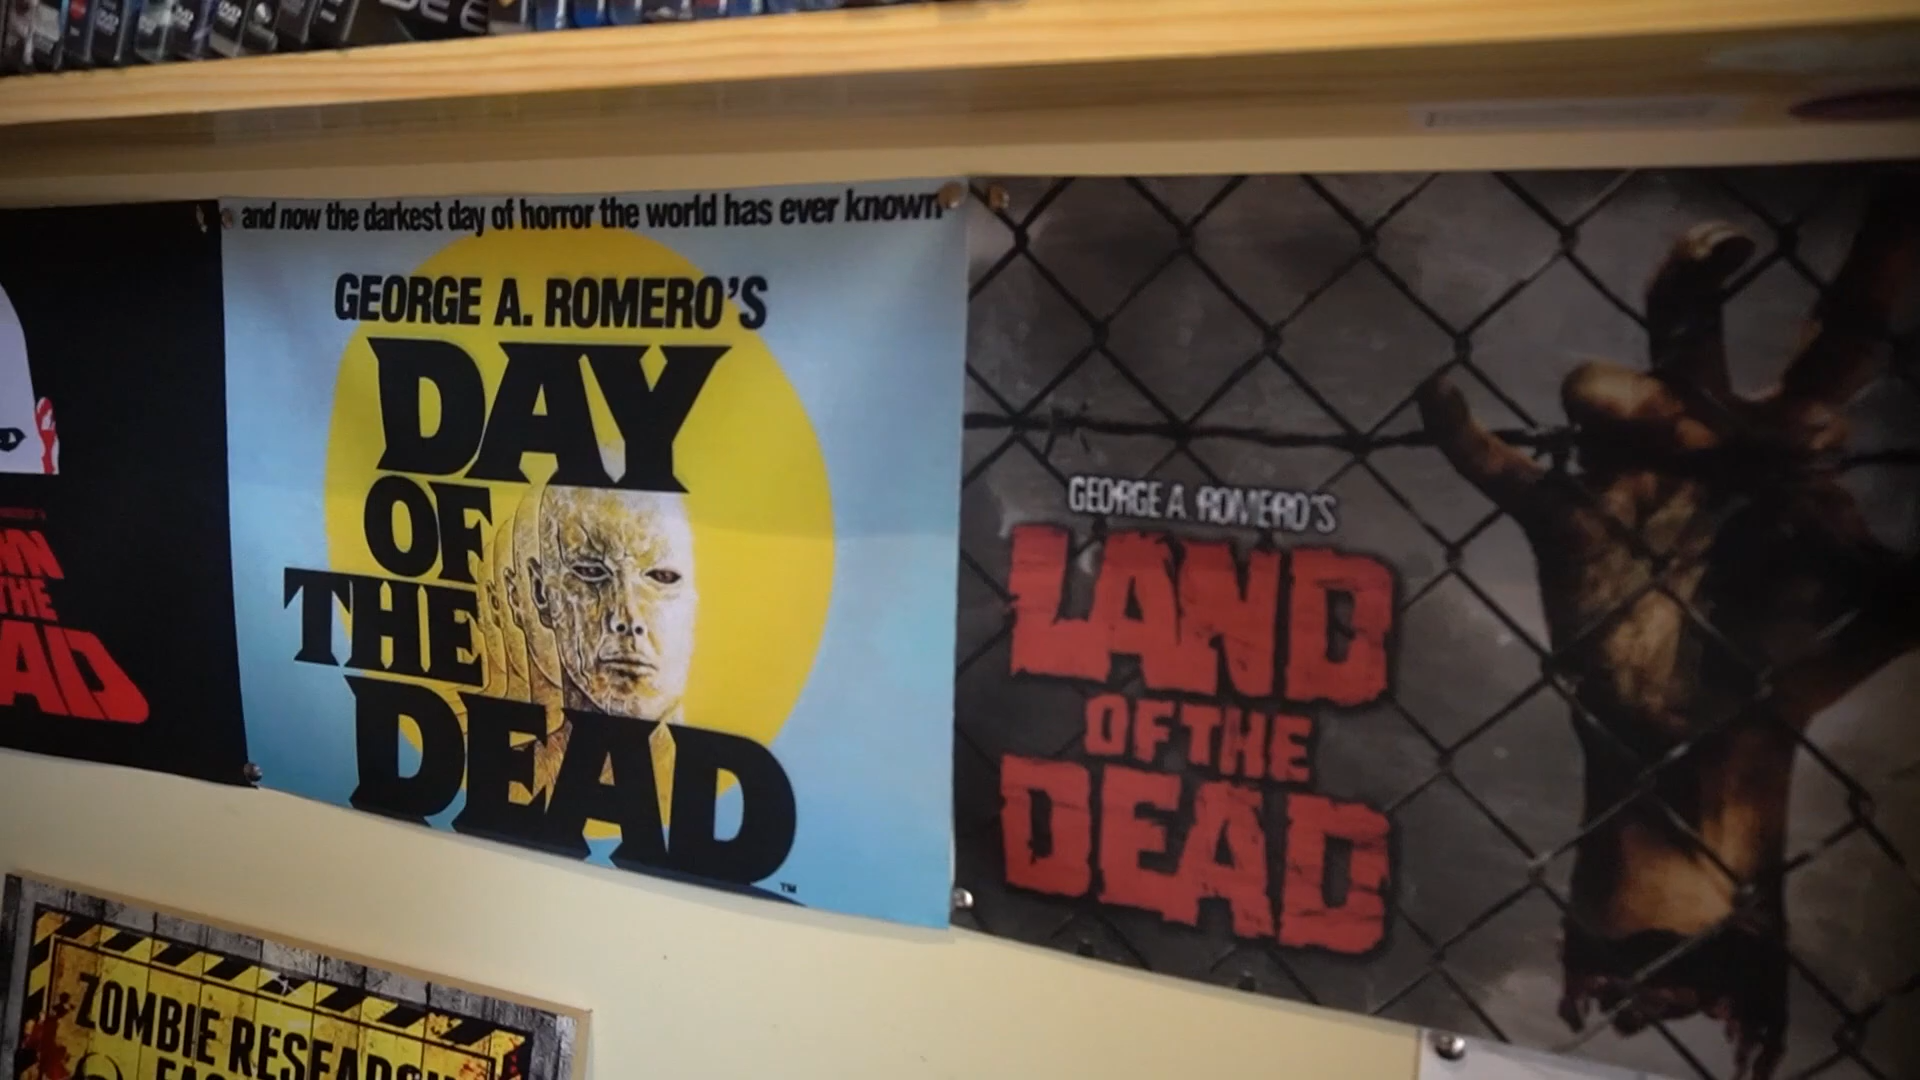 and now the darkest day of horror the world has ever known
GEORGE A. ROMERO'S
DAY
OF
THE
DEAD
TM
GEORGE A. ROMERO'S
LAND
OF THE
DEAD
ZOMBIE RESEARCH